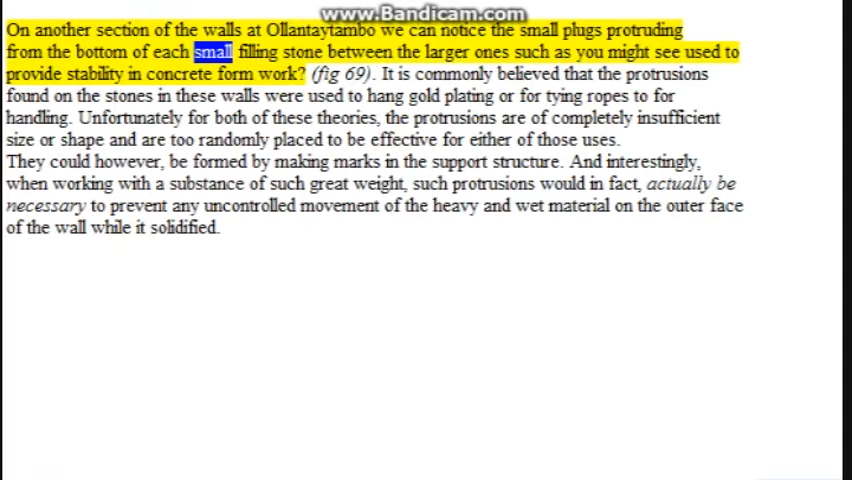 www.Bandicam.com
On another section of the walls at Ollantaytambo we can notice the small plugs protruding
from the bottom of each small filling stone between the larger ones such as you might see used to
provide stability in concrete form work? (fig 69). It is commonly believed that the protrusions
found on the stones in these walls were used to hang gold plating or for tying ropes to for
handling. Unfortunately for both of these theories, the protrusions are of completely insufficient
size or shape and are too randomly placed to be effective for either of those uses.
They could however, be formed by making marks in the support structure. And interestingly,
when working with a substance of such great weight, such protrusions would in fact, actually be
necessary to prevent any uncontrolled movement of the heavy and wet material on the outer face
of the wall while it solidified.